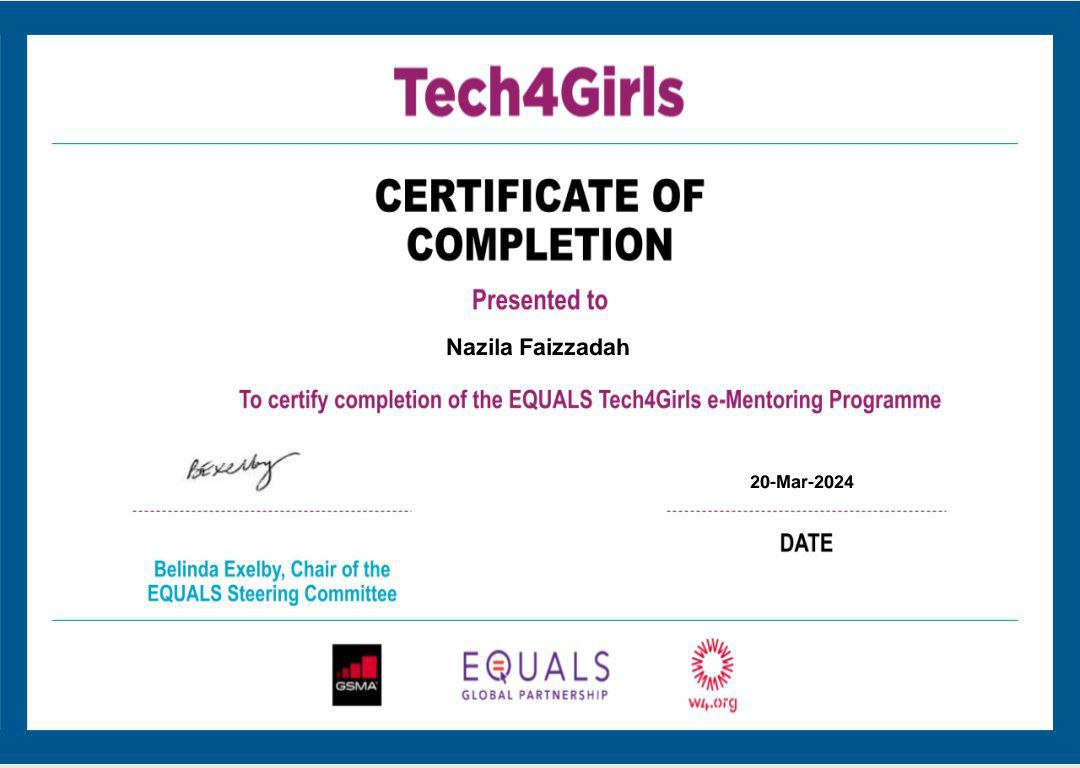 Tech4Girls
CERTIFICATE OF
COMPLETION
Presented to
Nazila Faizzadah
To certify completion of the EQUALS Tech4Girls e-Mentoring Programme
BExelby
20-Mar-2024
DATE
Belinda Exelby, Chair of the
EQUALS Steering Committee
GSMA
EQUALS
GLOBAL PARTNERSHIP
w4.org